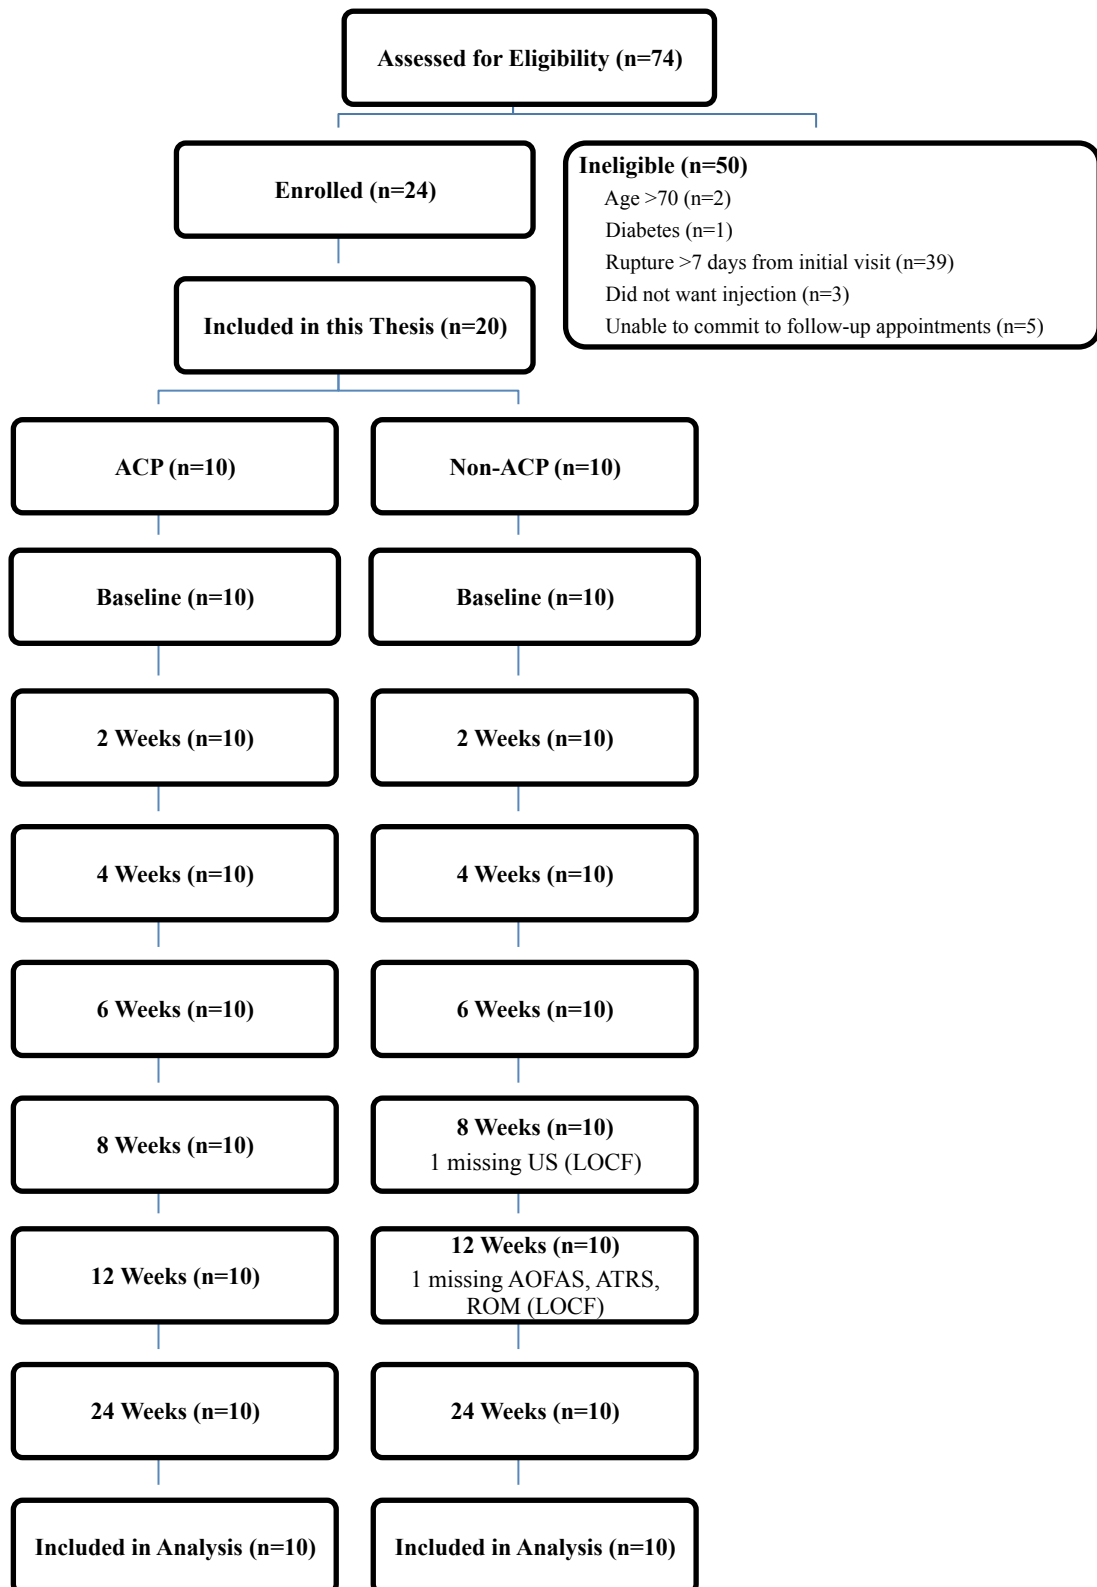 Assessed for Eligibility (n=74)
Enrolled (n=24)
Ineligible (n=50)
Age >70 (n=2)
Diabetes (n=1)
Rupture >7 days from initial visit (n=39)
Did not want injection (n=3)
Unable to commit to follow-up appointments (n=5)
Included in this Thesis (n=20)
ACP (n=10)
Non-ACP (n=10)
Baseline (n=10)
Baseline (n=10)
2 Weeks (n=10)
2 Weeks (n=10)
4 Weeks (n=10)
4 Weeks (n=10)
6 Weeks (n=10)
6 Weeks (n=10)
8 Weeks (n=10)
8 Weeks (n=10)
1 missing US (LOCF)
12 Weeks (n=10)
12 Weeks (n=10)
1 missing AOFAS, ATRS,
ROM (LOCF)
24 Weeks (n=10)
24 Weeks (n=10)
Included in Analysis (n=10)
Included in Analysis (n=10)